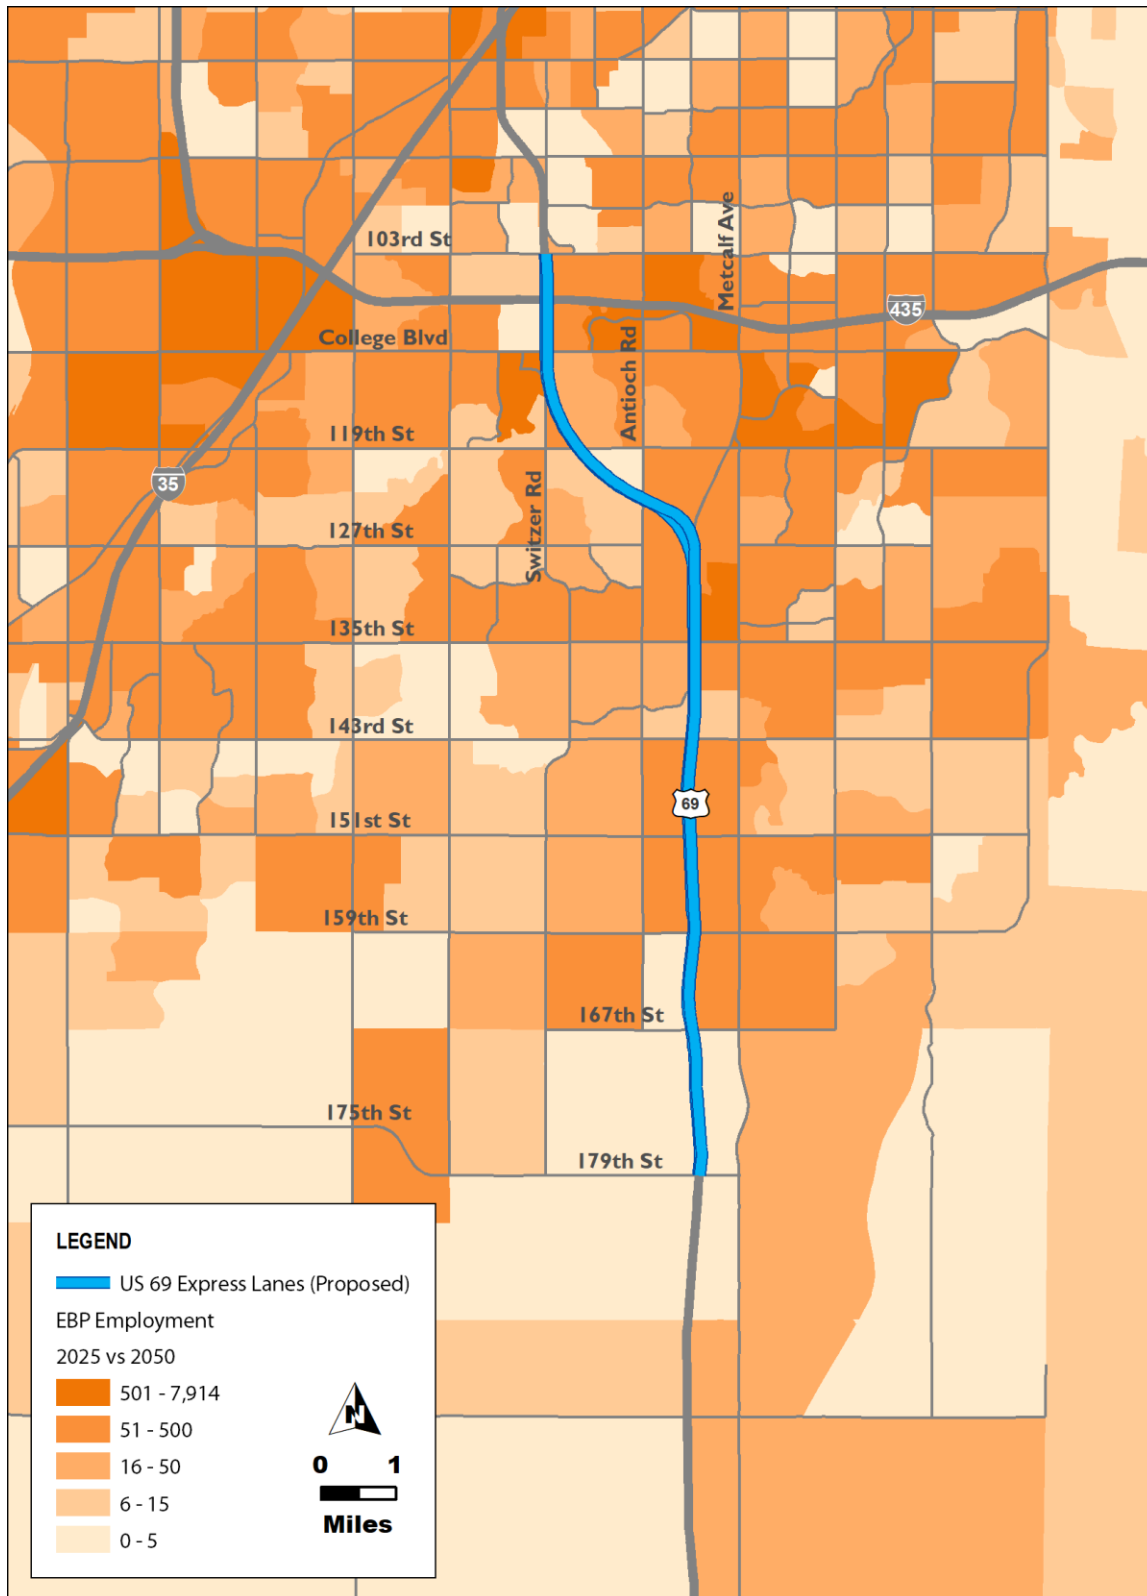 103rd St
Metcalf Ave
435
College Blvd
Antioch Rd
119th St
35
Switzer Rd
127th St
135th St
143rd St
69
151st St
159th St
167th St
175th St
179th St
LEGEND
US 69 Express Lanes (Proposed)
EBP Employment
2025 vs 2050
501 - 7,914
51 - 500
16 - 50
6 - 15
0 - 5
N
0 1
Miles